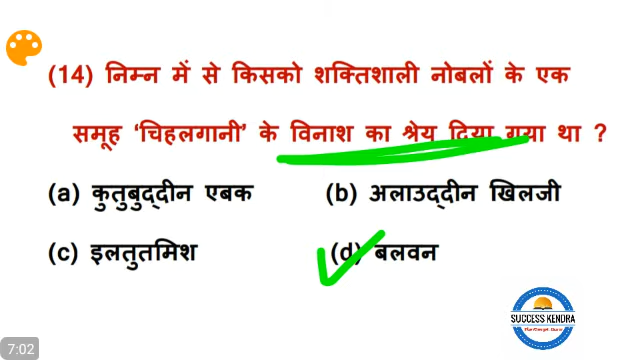 (14) निम्न में से किसको शक्तिशाली नोबलों के एक
समूह ‘चिहलगानी’ के विनाश का श्रेय दिया गया था ?
(a) कुतुबुद्दीन एबक (b) अलाउद्दीन खिलजी
(c) इलतुतमिश (d) बलवन
SUCCESS KENDRA
7:02